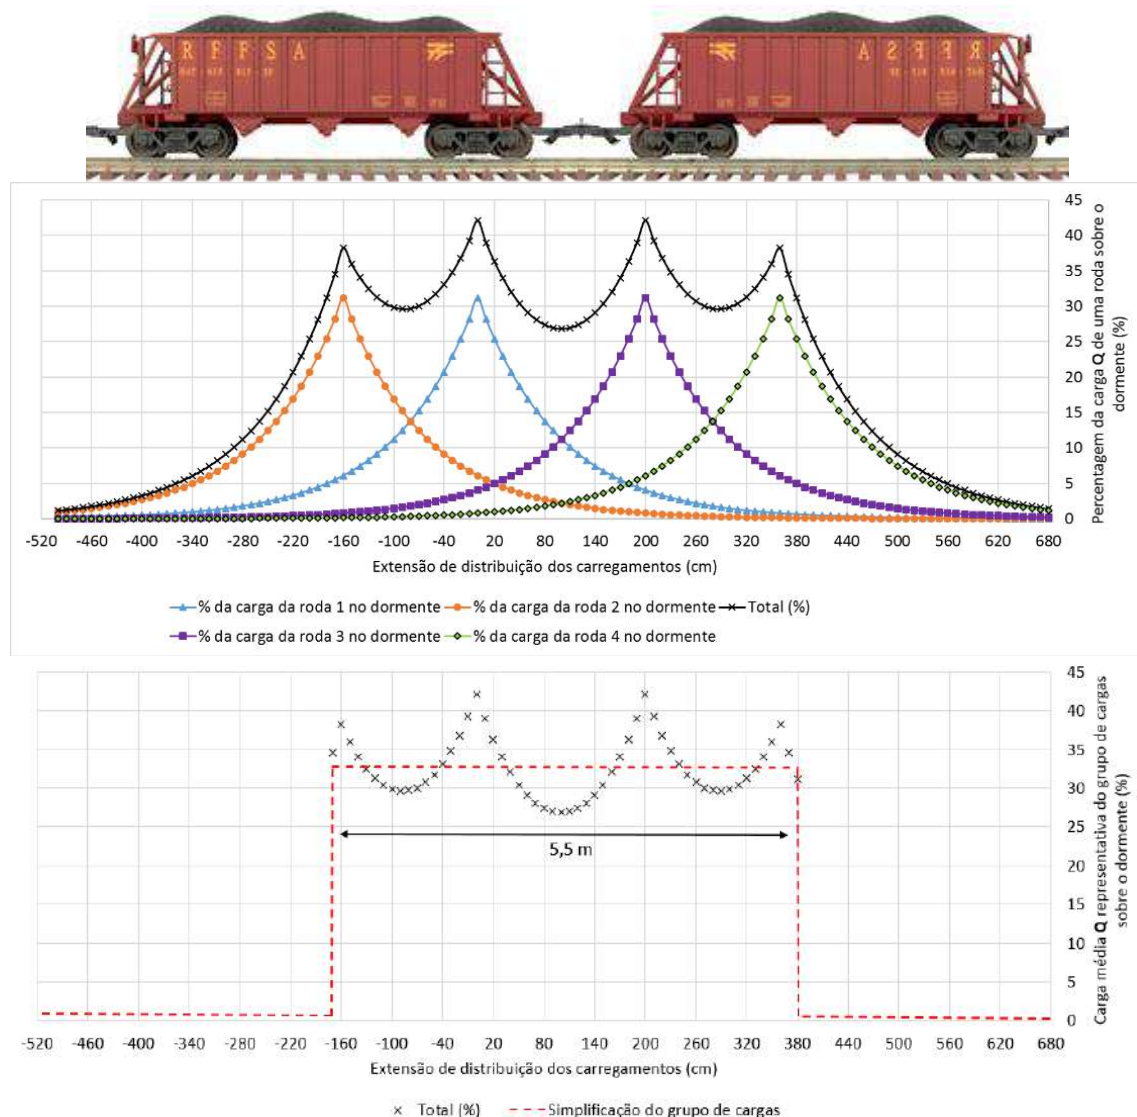 R F F S A
R F F S A
45
40
35
30
25
20
15
10
5
0
Percentagem da carga Q de uma roda sobre o
dormente (%)
-520 -460 -400 -340 -280 -220 -160 -100 -40 20 80 140 200 260 320 380 440 500 560 620 680
Extensão de distribuição dos carregamentos (cm)
% da carga da roda 1 no dormente % da carga da roda 2 no dormente Total (%)
% da carga da roda 3 no dormente % da carga da roda 4 no dormente
45
40
35
30
25
20
15
10
5
0
Carga média Q representativa do grupo de cargas
sobre o dormente (%)
5,5 m
-520 -460 -400 -340 -280 -220 -160 -100 -40 20 80 140 200 260 320 380 440 500 560 620 680
Extensão de distribuição dos carregamentos (cm)
Total (%) Simplificação do grupo de cargas